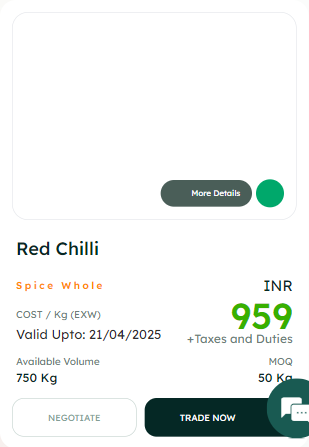 More Details
Red Chilli
Spice Whole
INR
COST / Kg (EXW)
959
Valid Upto: 21/04/2025
+Taxes and Duties
Available Volume
MOQ
750 Kg
50 Kg
NEGOTIATE
TRADE NOW